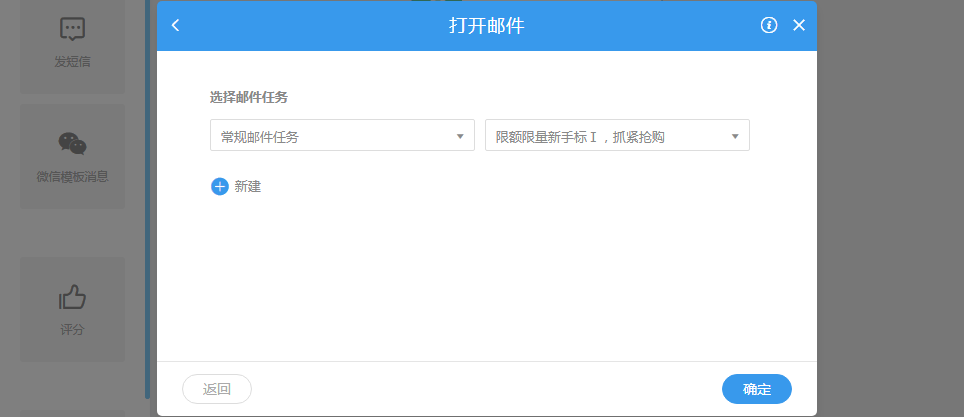 打开邮件
发短信
微信模板消息
评分
选择邮件任务
常规邮件任务
限额限量新手标Ⅰ，抓紧抢购
新建
返回
确定